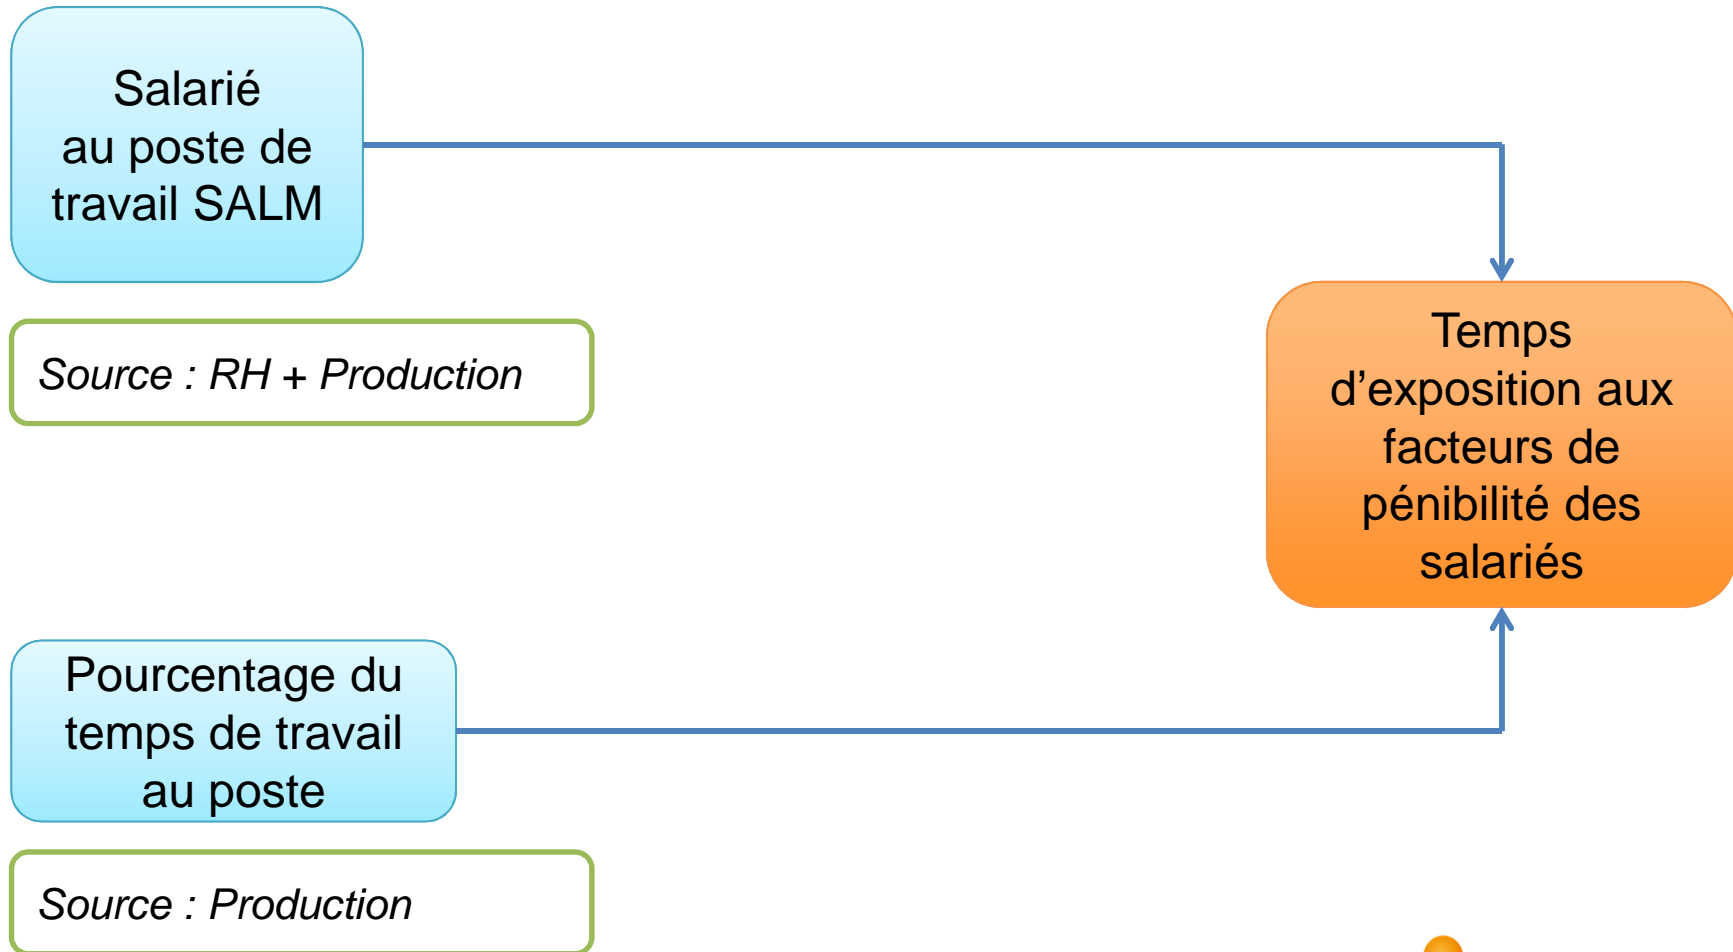 Salarié
au poste de
travail SALM
Source : RH + Production
Temps
d’exposition aux
facteurs de
pénibilité des
salariés
Pourcentage du
temps de travail
au poste
Source : Production